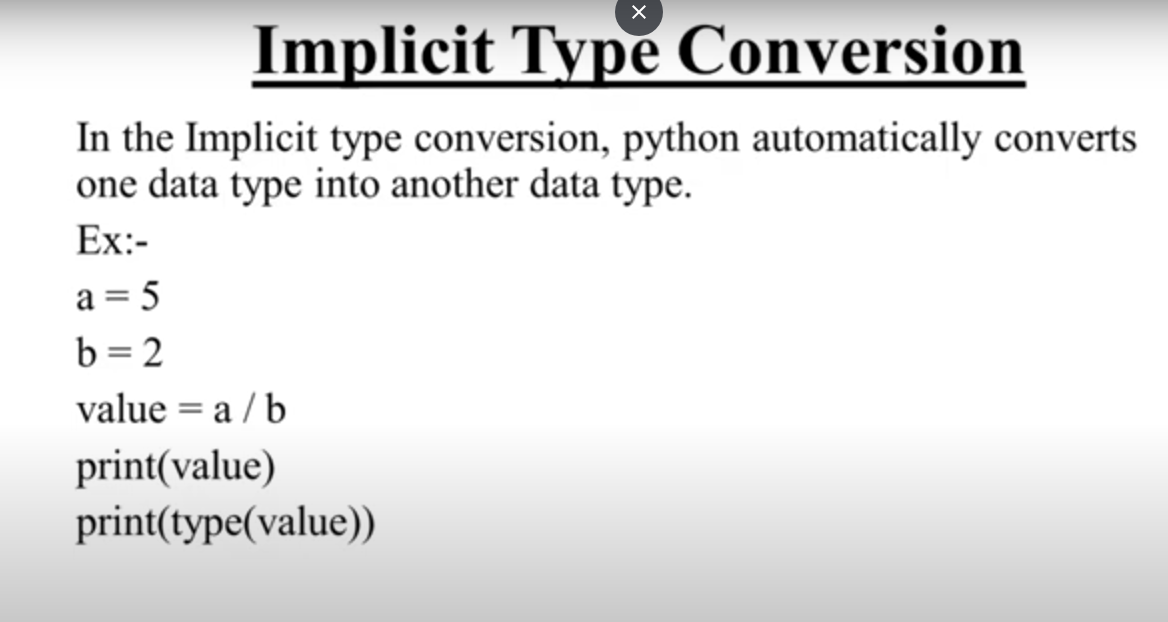 Implicit Type Conversion
In the Implicit type conversion, python automatically converts
one data type into another data type.
Ex:-
a = 5
b = 2
value = a / b
print(value)
print(type(value))